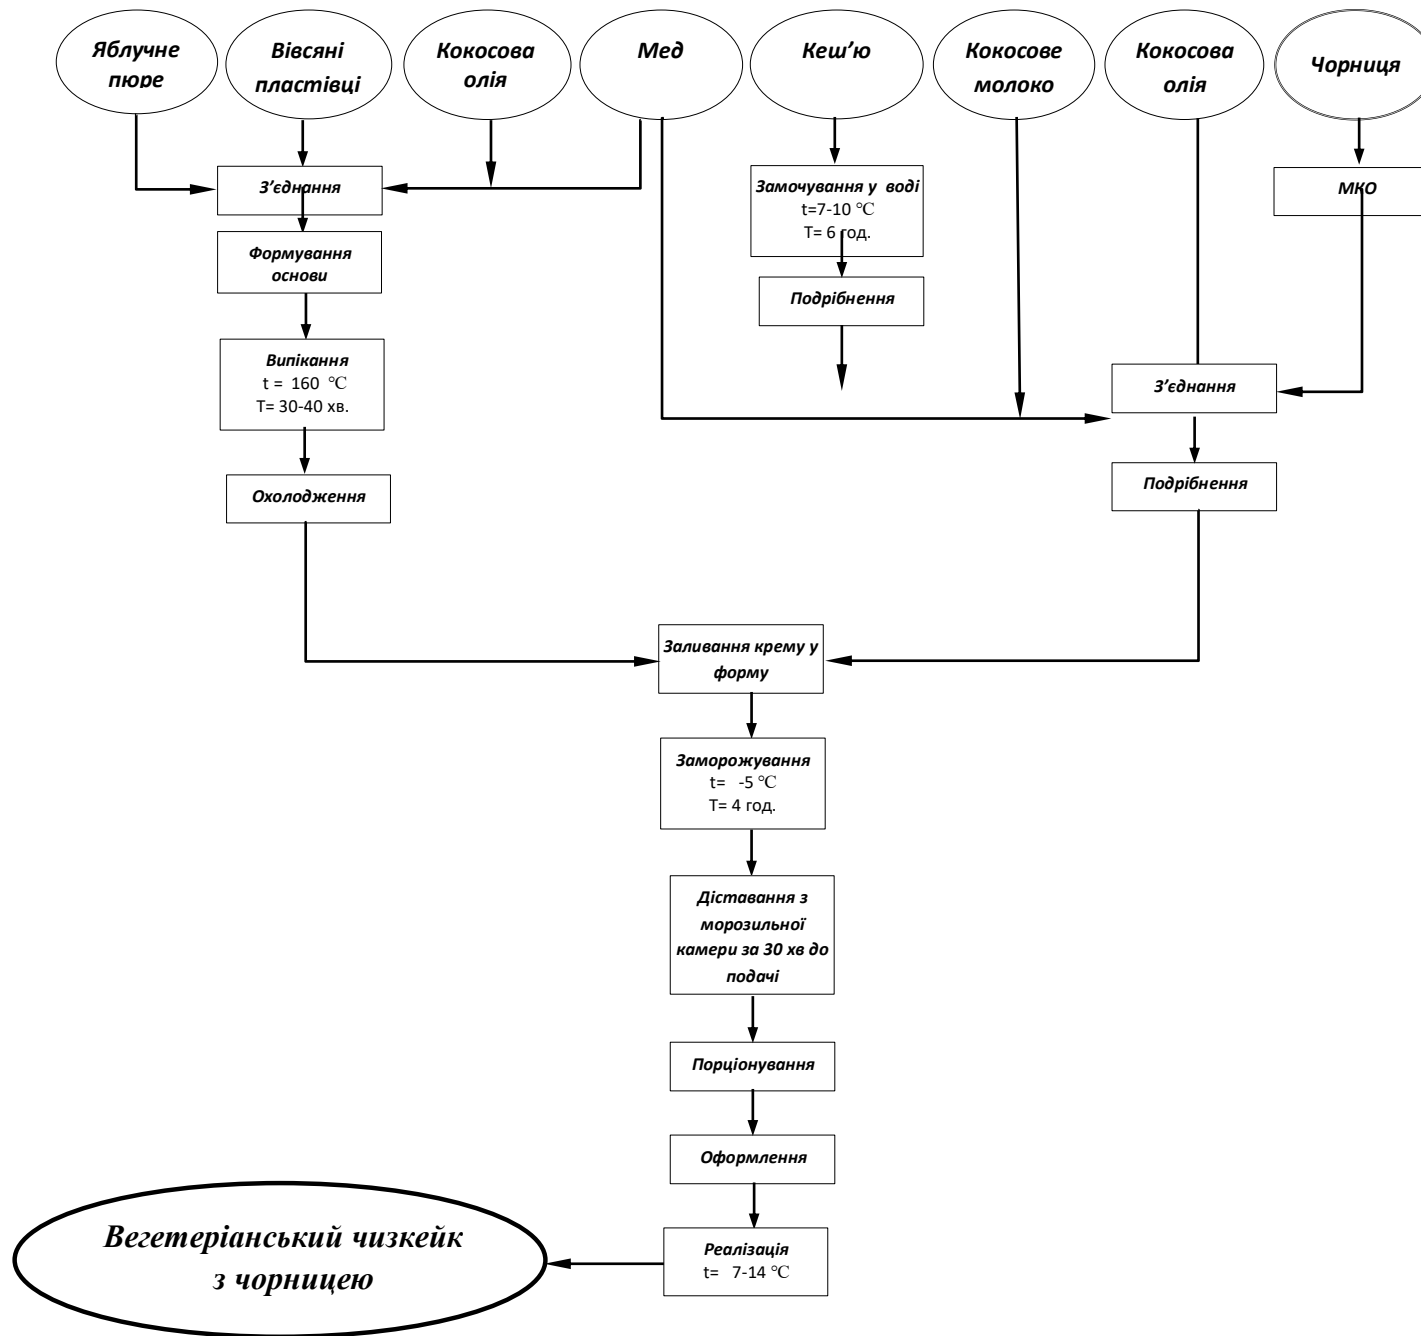 Яблучне
пюре
Вівсяні
пластівці
Кокосова
олія
Мед
Кеш’ю
Кокосове
молоко
Кокосова
олія
Чорниця
З’єднання
Замочування у воді
t=7-10 ℃
Т= 6 год.
МКО
Формування
основи
Подрібнення
Випікання
t = 160 ℃
Т= 30-40 хв.
З’єднання
Охолодження
Подрібнення
Заливання крему у
форму
Заморожування
t= -5 ℃
Т= 4 год.
Діставання з
морозильної
камери за 30 хв до
подачі
Порціонування
Оформлення
Реалізація
t= 7-14 ℃
Вегетеріанський чизкейк
з чорницею